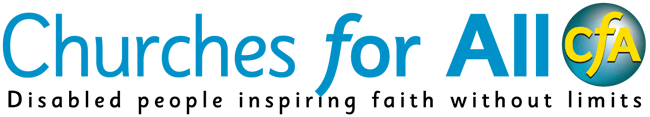 Churches for All CfA
Disabled people inspiring faith without limits